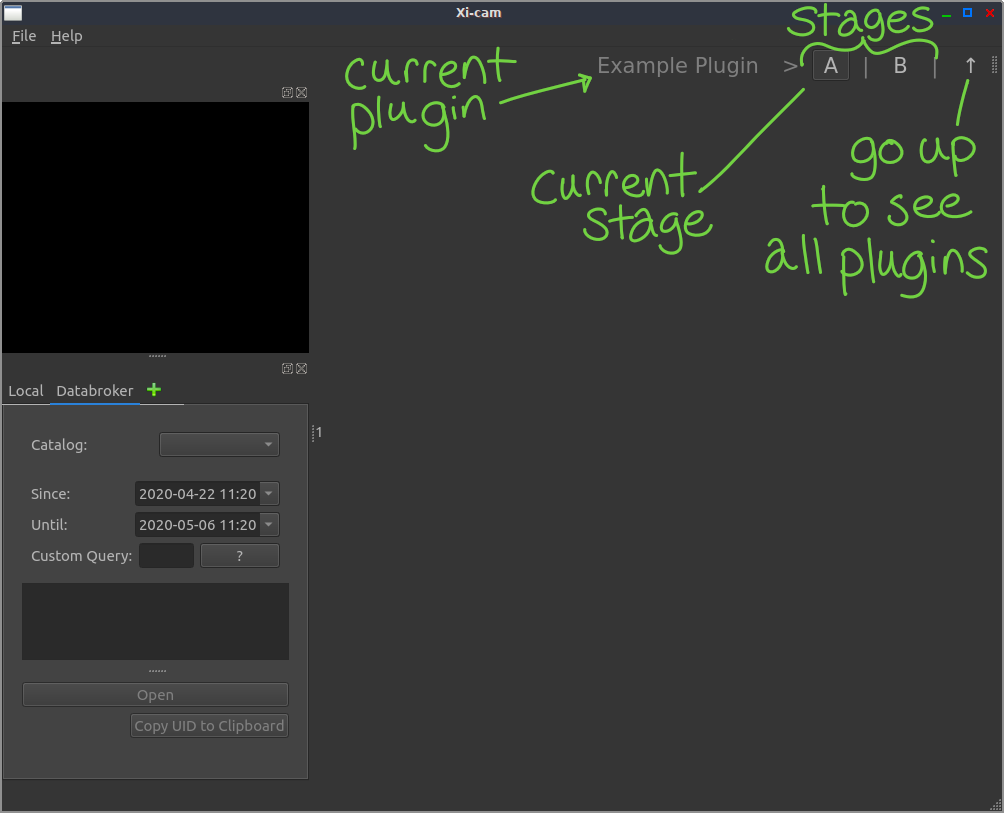 Xi-cam
File Help
stages
current
plugin
Example Plugin > A | B | ↑
current
stage
go up
to see
all plugins
Local Databroker +
Catalog:
1
Since: 2020-04-22 11:20
Until: 2020-05-06 11:20
Custom Query: ?
Open
Copy UID to Clipboard